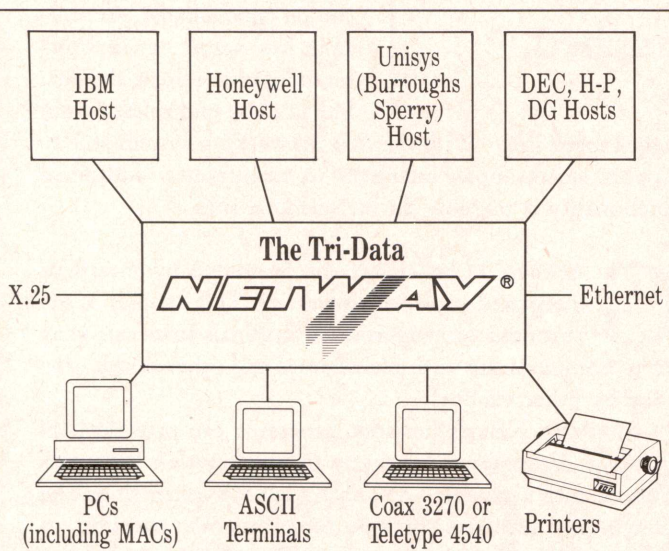 IBM
Host
Honeywell
Host
Unisys
(Burroughs
Sperry)
Host
DEC, H-P,
DG Hosts
The Tri-Data
NETWAY®
X.25
Ethernet
PCs
(including MACs)
ASCII
Terminals
Coax 3270 or
Teletype 4540
Printers